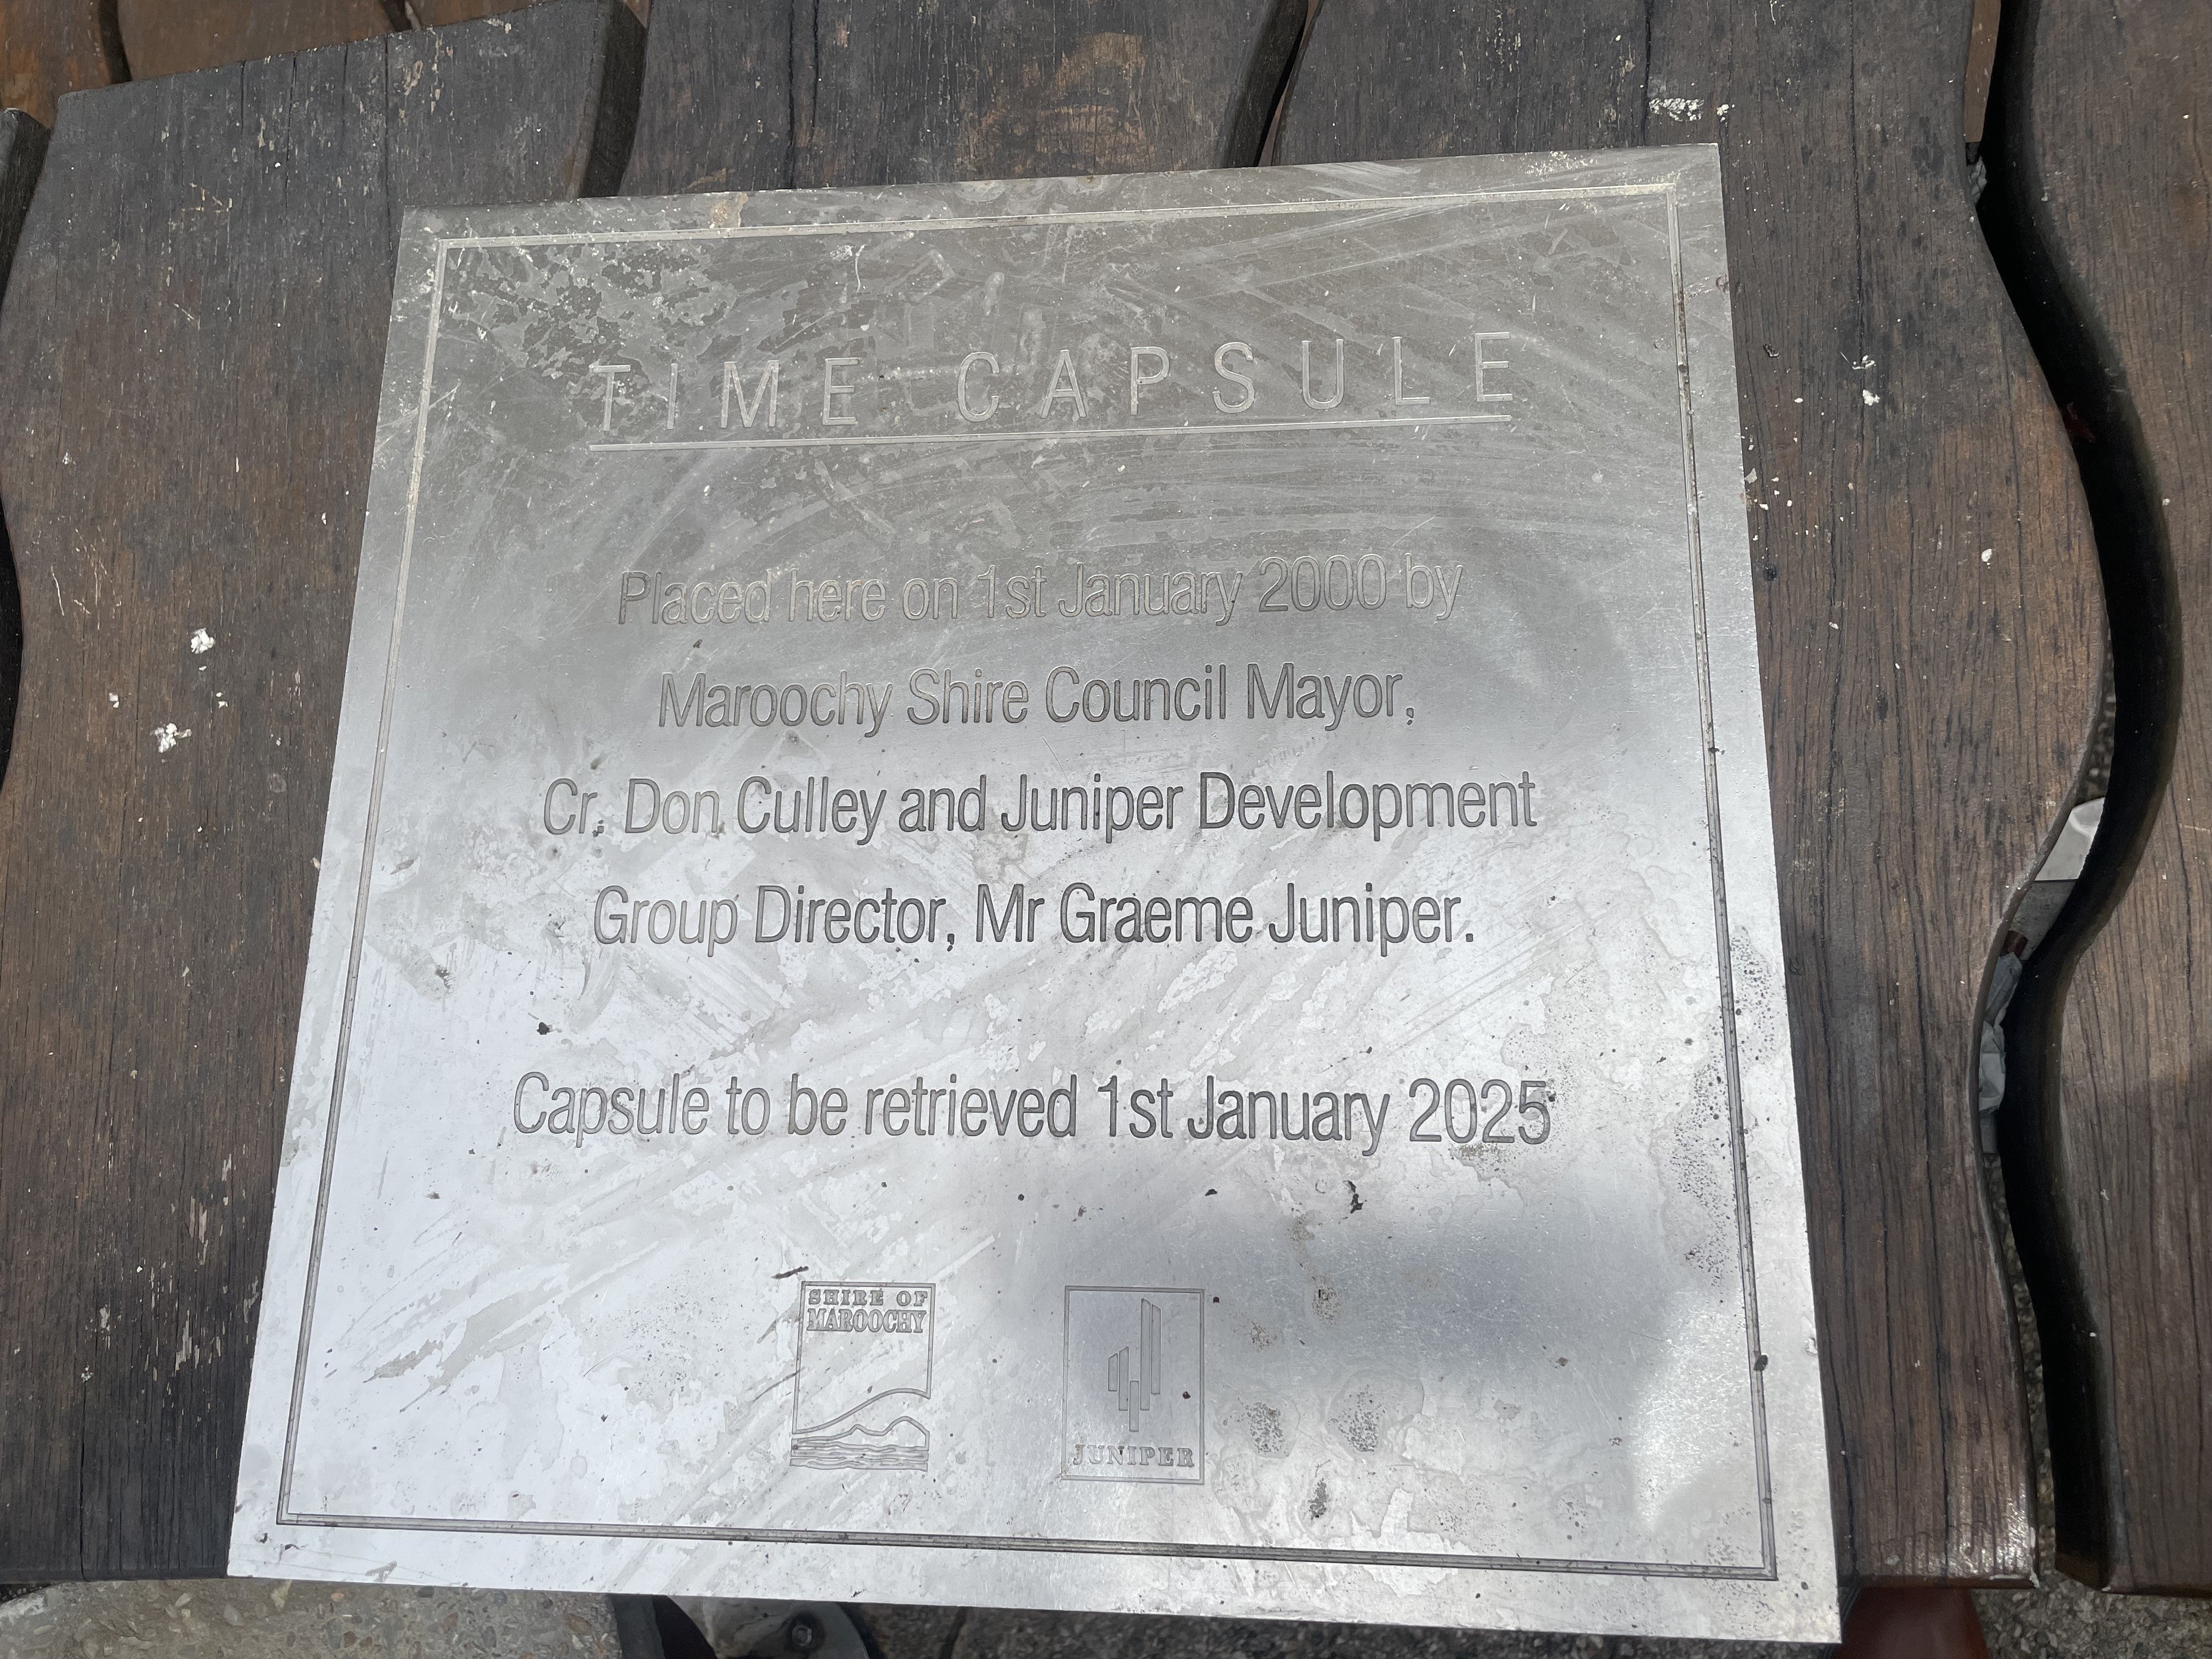 TIME CAPSULE
Placed here on 1st January 2000 by
Maroochy Shire Council Mayor,
Cr. Don Culley and Juniper Development
Group Director, Mr Graeme Juniper.
Capsule to be retrieved 1st January 2025
SHIRE OF
MAROOCHY
JUNIPER